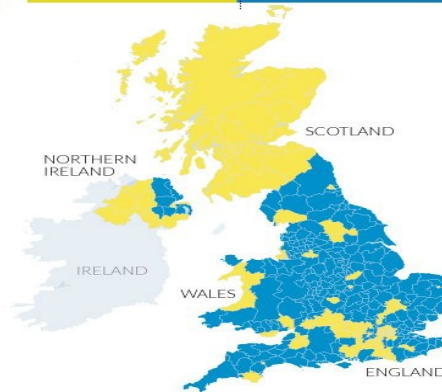 SCOTLAND
NORTHERN
IRELAND
IRELAND
WALES
ENGLAND